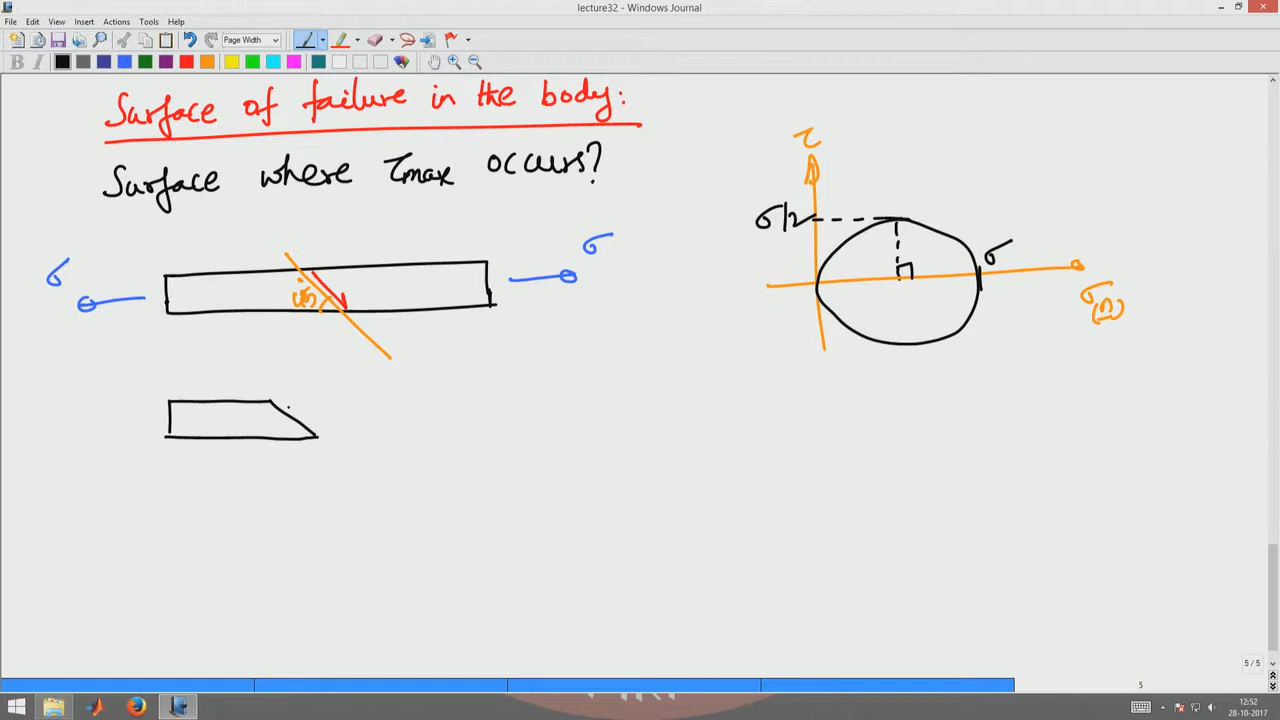 lecture32 - Windows Journal
File Edit View Insert Actions Tools Help
Page Width
B I
Surface of failure in the body:
Surface where τmax occurs?
τ
σ/2
σ
σ
σ
σ
(n)
45°
5 / 5
5
12:52
28-10-2017